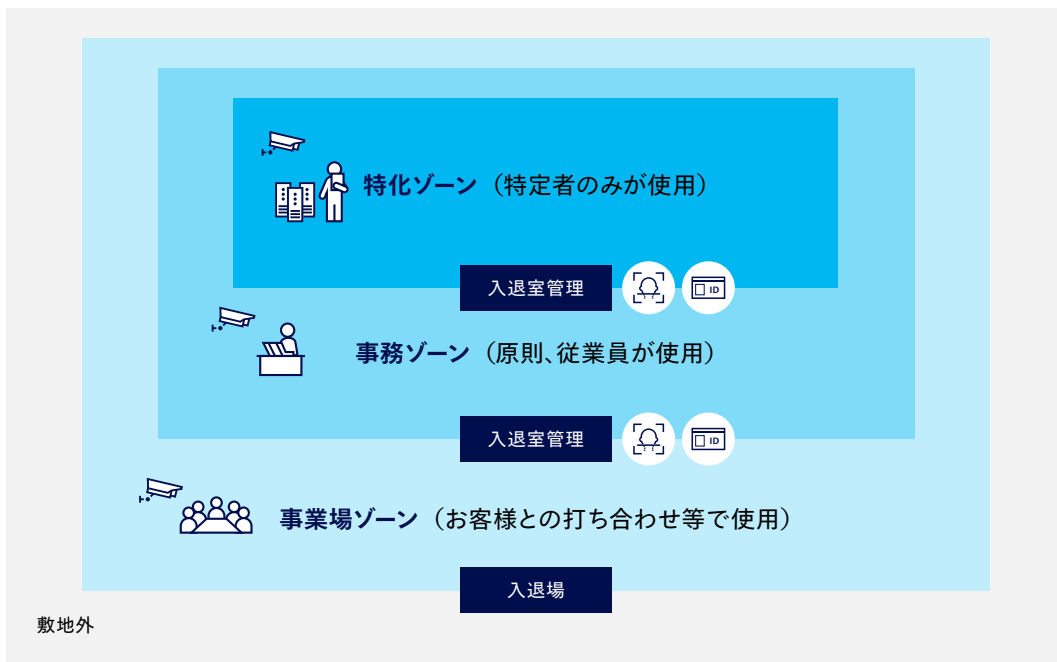 特化ゾーン（特定者のみが使用）
入退室管理
ID
事務ゾーン（原則、従業員が使用）
入退室管理
ID
事業場ゾーン（お客様との打ち合わせ等で使用）
入退場
敷地外